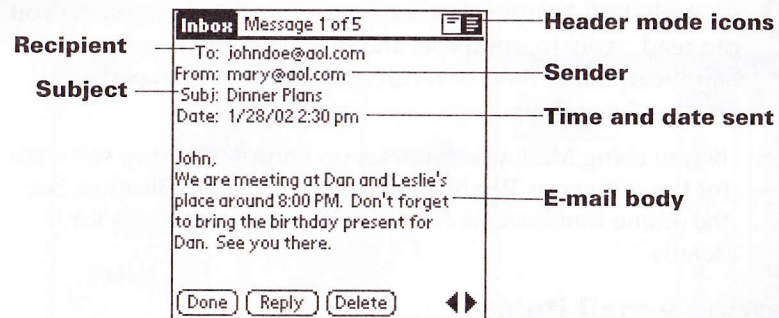 Inbox Message 1 of 5
Header mode icons
Recipient
To: johndoe@aol.com
From: mary@aol.com
Sender
Subject
Subj: Dinner Plans
Date: 1/28/02 2:30 pm
Time and date sent
John,
We are meeting at Dan and Leslie's
place around 8:00 PM. Don't forget
to bring the birthday present for
Dan. See you there.
E-mail body
Done Reply Delete